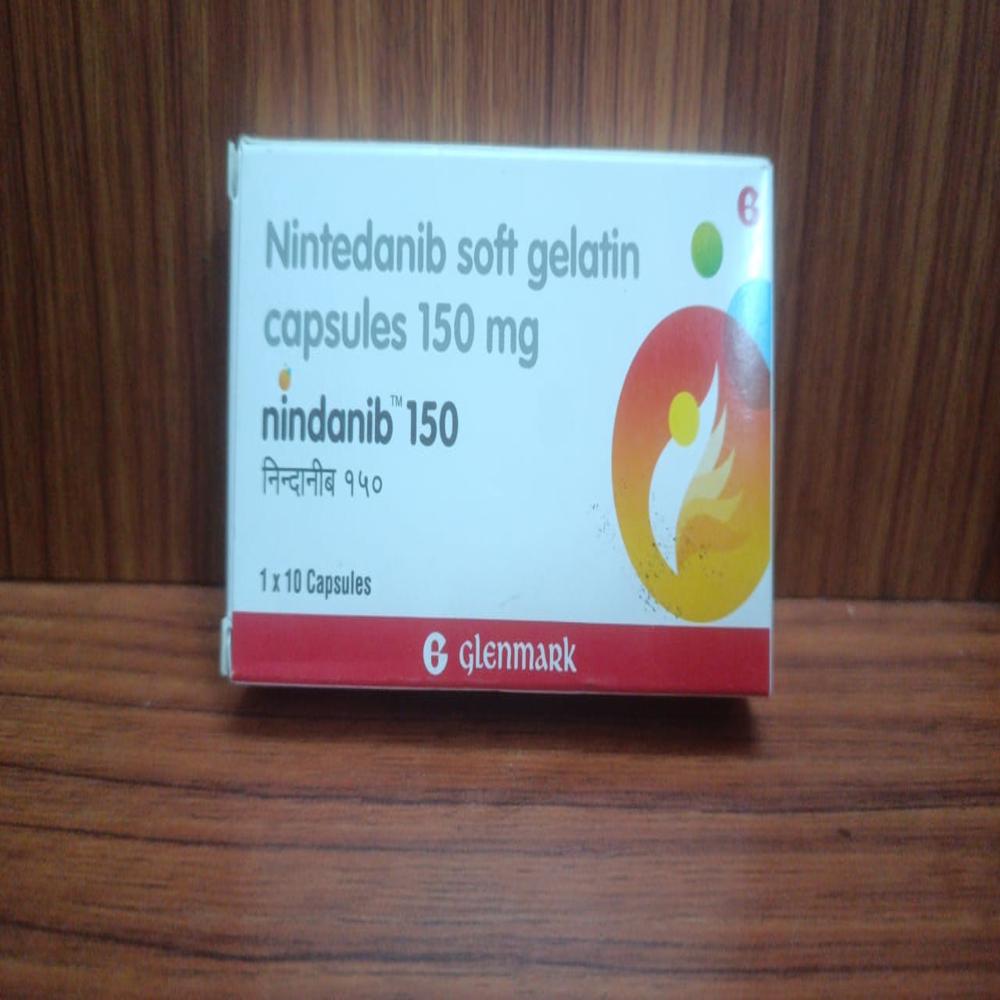 Nintedanib soft gelatin
capsules 150 mg
nindanib™ 150
निन्दानीब १५०
1 x 10 Capsules
G GLENMARK